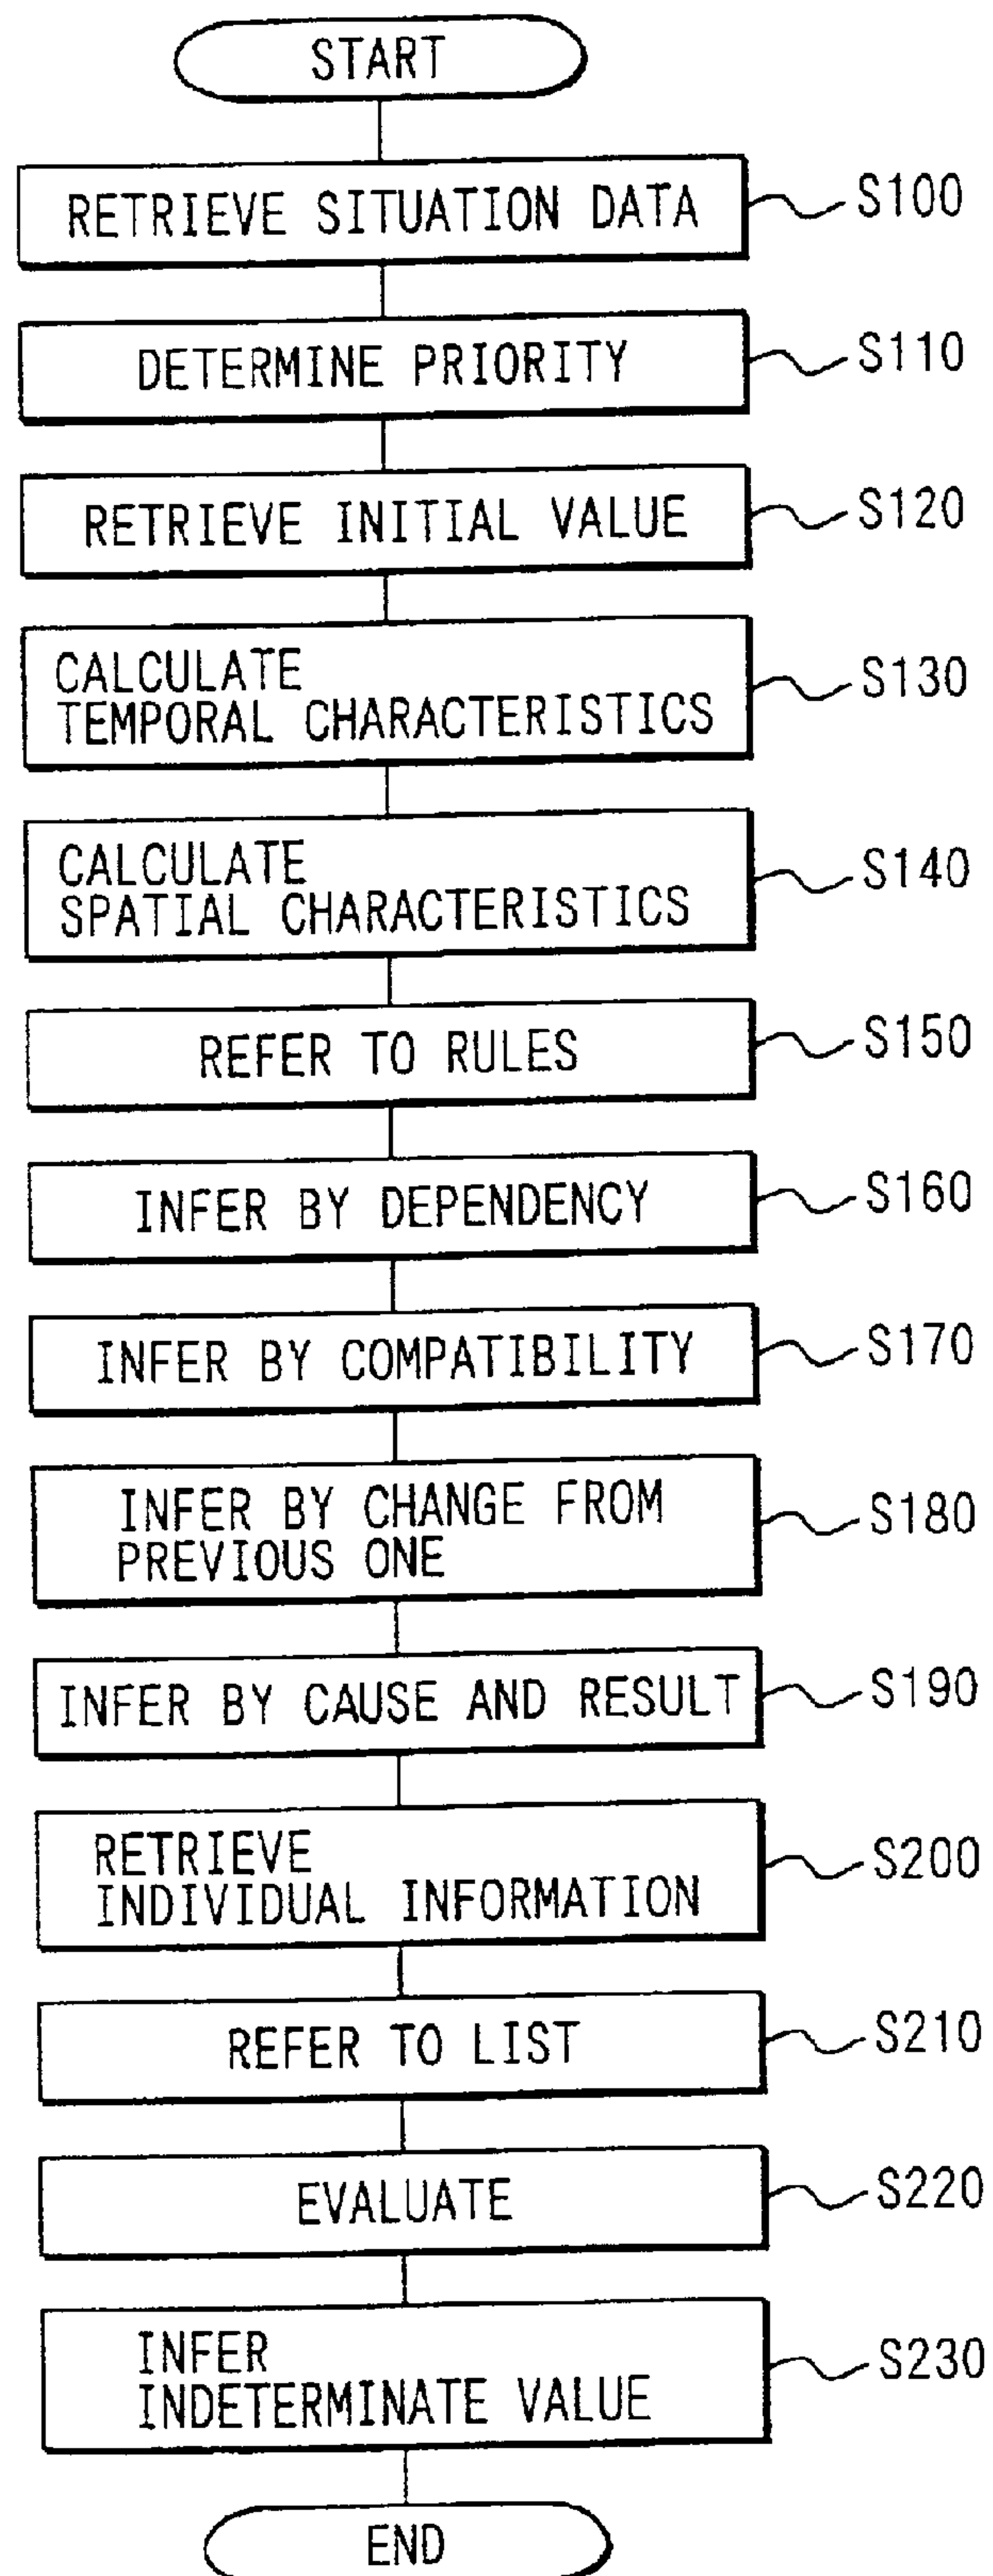 START
RETRIEVE SITUATION DATA
S100
DETERMINE PRIORITY
S110
RETRIEVE INITIAL VALUE
S120
CALCULATE
TEMPORAL CHARACTERISTICS
S130
CALCULATE
SPATIAL CHARACTERISTICS
S140
REFER TO RULES
S150
INFER BY DEPENDENCY
S160
INFER BY COMPATIBILITY
S170
INFER BY CHANGE FROM
PREVIOUS ONE
S180
INFER BY CAUSE AND RESULT
S190
RETRIEVE
INDIVIDUAL INFORMATION
S200
REFER TO LIST
S210
EVALUATE
S220
INFER
INDETERMINATE VALUE
S230
END